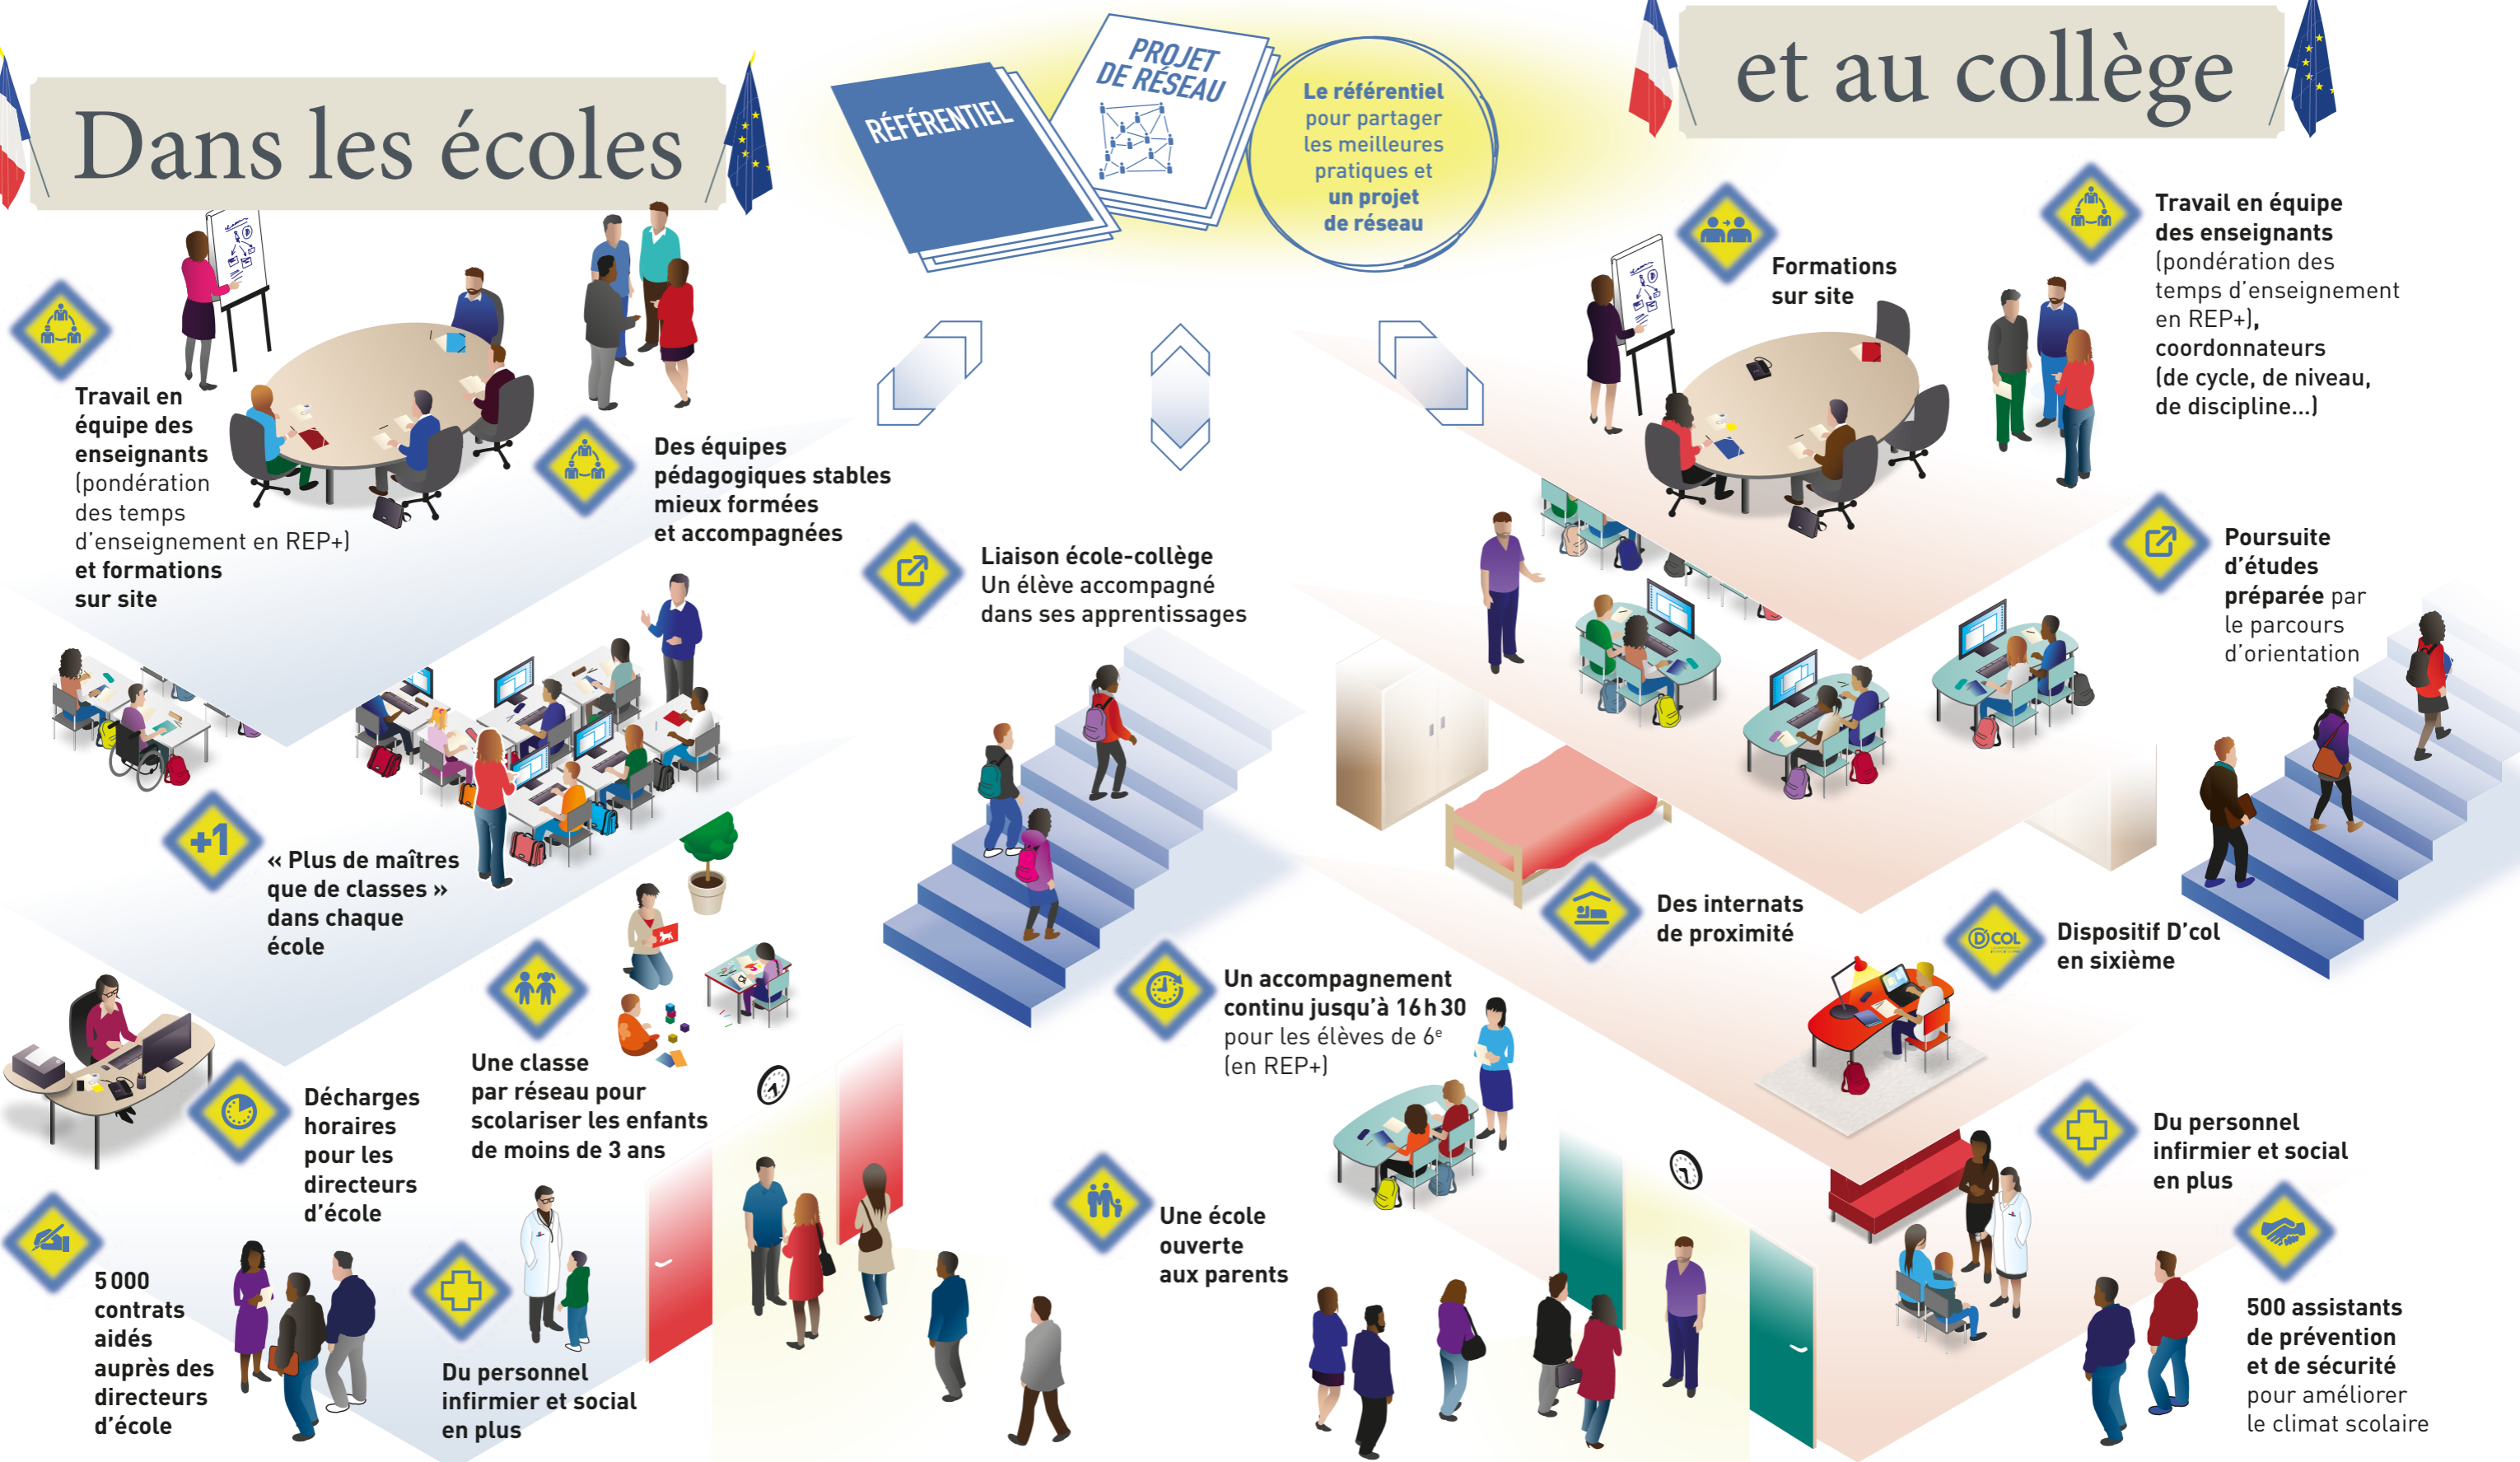 Dans les écoles
RÉFÉRENTIEL
PROJET
DE RÉSEAU
Le référentiel
pour partager
les meilleures
pratiques et
un projet
de réseau
et au collège
Travail en
équipe des
enseignants
(pondération
des temps
d’enseignement en REP+)
et formations
sur site
Des équipes
pédagogiques stables
mieux formées
et accompagnées
+1
« Plus de maîtres
que de classes »
dans chaque
école
Décharges
horaires
pour les
directeurs
d’école
Une classe
par réseau pour
scolariser les enfants
de moins de 3 ans
5 000
contrats
aidés
auprès des
directeurs
d’école
Du personnel
infirmier et social
en plus
Liaison école-collège
Un élève accompagné
dans ses apprentissages
Un accompagnement
continu jusqu’à 16 h 30
pour les élèves de 6e
(en REP+)
Une école
ouverte
aux parents
Formations
sur site
Travail en équipe
des enseignants
(pondération des
temps d’enseignement
en REP+),
coordonnateurs
(de cycle, de niveau,
de discipline...)
Poursuite
d’études
préparée par
le parcours
d’orientation
Des internats
de proximité
D'COL
Dispositif D’col
en sixième
Du personnel
infirmier et social
en plus
500 assistants
de prévention
et de sécurité
pour améliorer
le climat scolaire